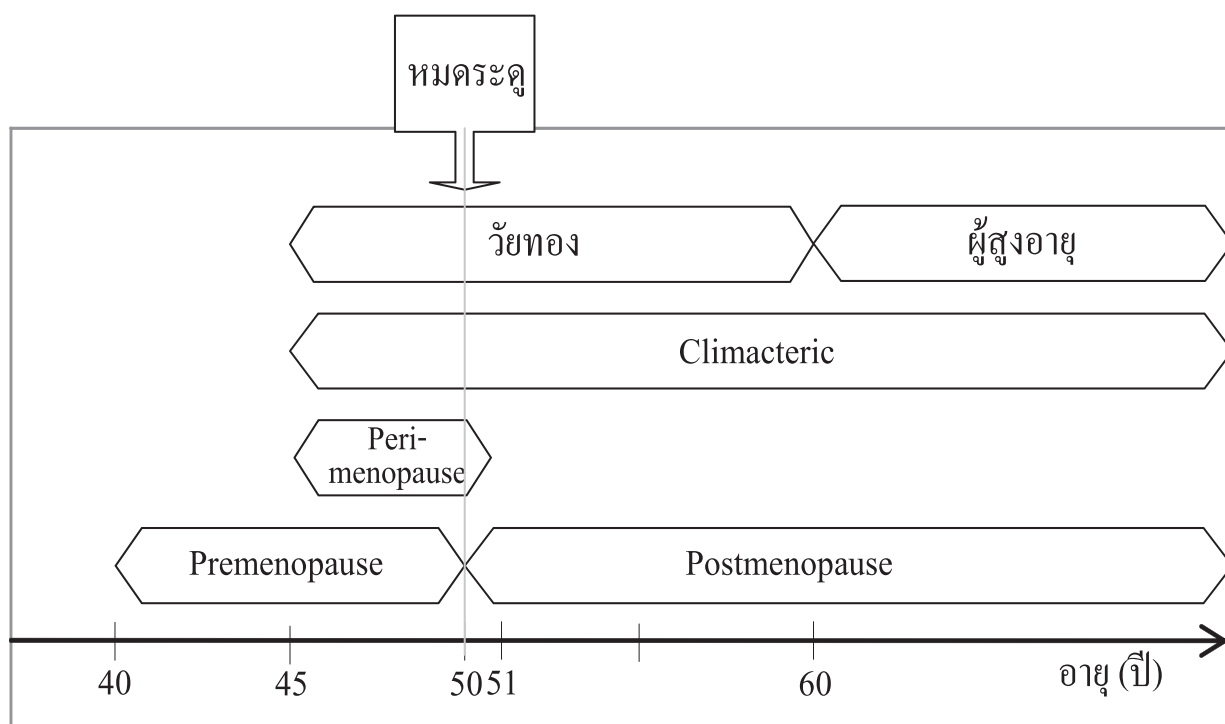 หมดระดู
วัยทอง
ผู้สูงอายุ
Climacteric
Peri-
menopause
Premenopause
Postmenopause
40
45
50
51
60
อายุ (ปี)